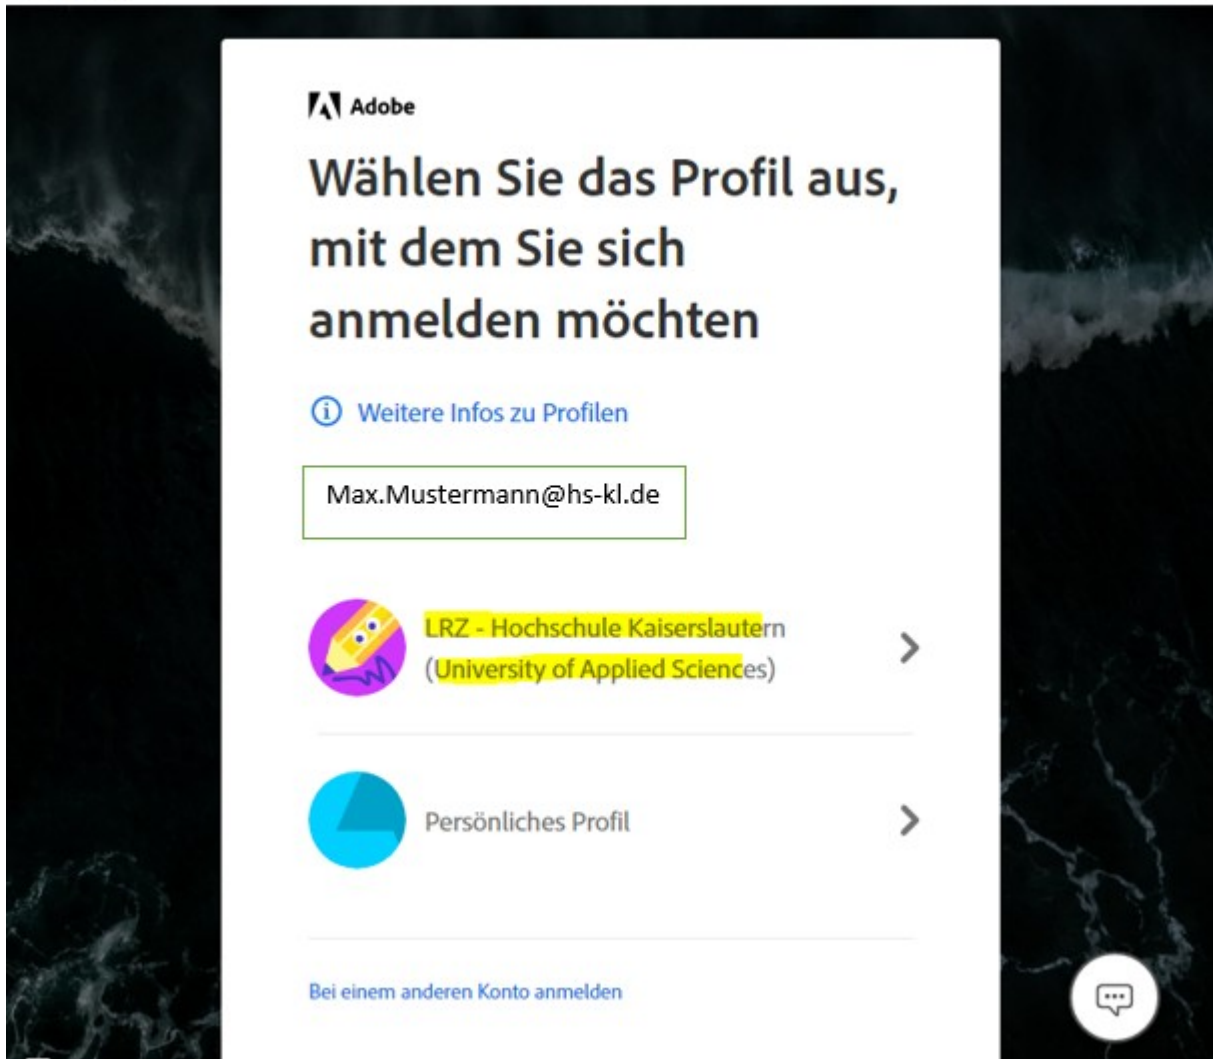 Adobe
Wählen Sie das Profil aus,
mit dem Sie sich
anmelden möchten
Weitere Infos zu Profilen
Max.Mustermann@hs-kl.de
LRZ - Hochschule Kaiserslautern
(University of Applied Sciences)
Persönliches Profil
Bei einem anderen Konto anmelden